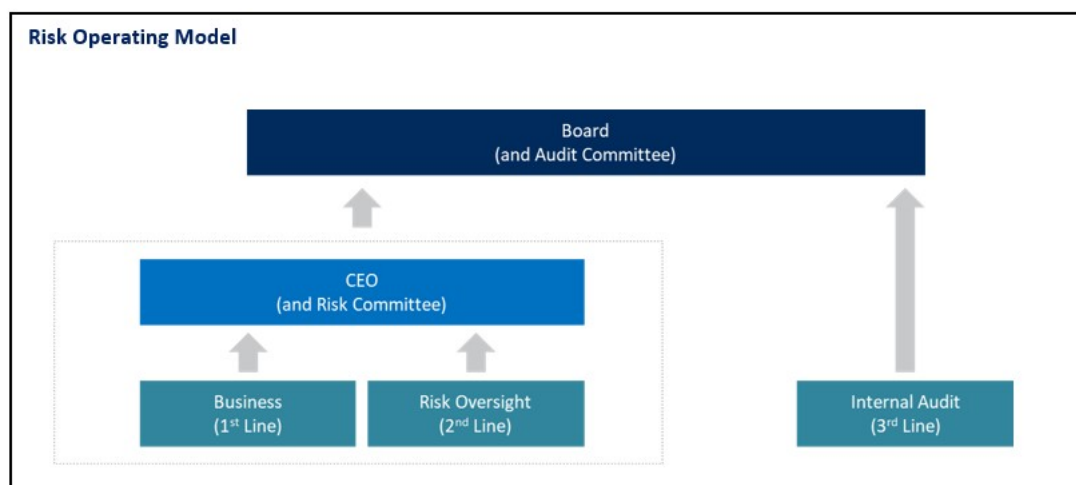 Risk Operating Model
Board
(and Audit Committee)
CEO
(and Risk Committee)
Business
(1st Line)
Risk Oversight
(2nd Line)
Internal Audit
(3rd Line)